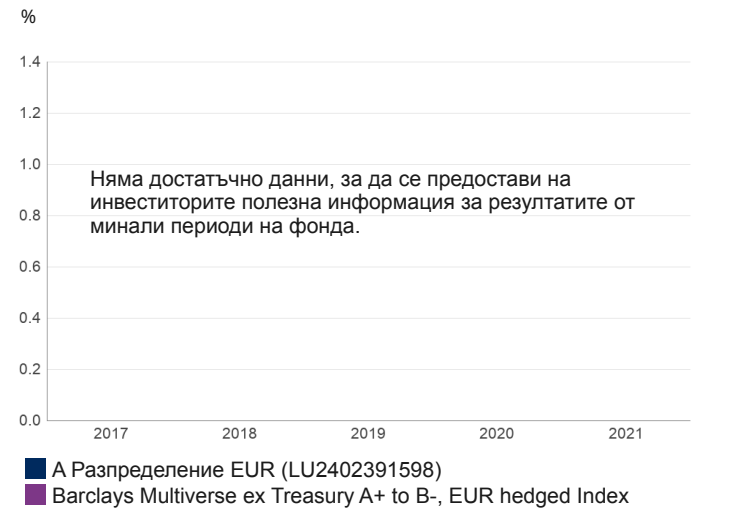 %
1.4
1.2
1.0
Няма достатъчно данни, за да се предостави на
инвеститорите полезна информация за резултатите от
минали периоди на фонда.
0.8
0.6
0.4
0.2
0.0
2017 2018 2019 2020 2021
А Разпределение EUR (LU2402391598)
Barclays Multiverse ex Treasury A+ to B-, EUR hedged Index